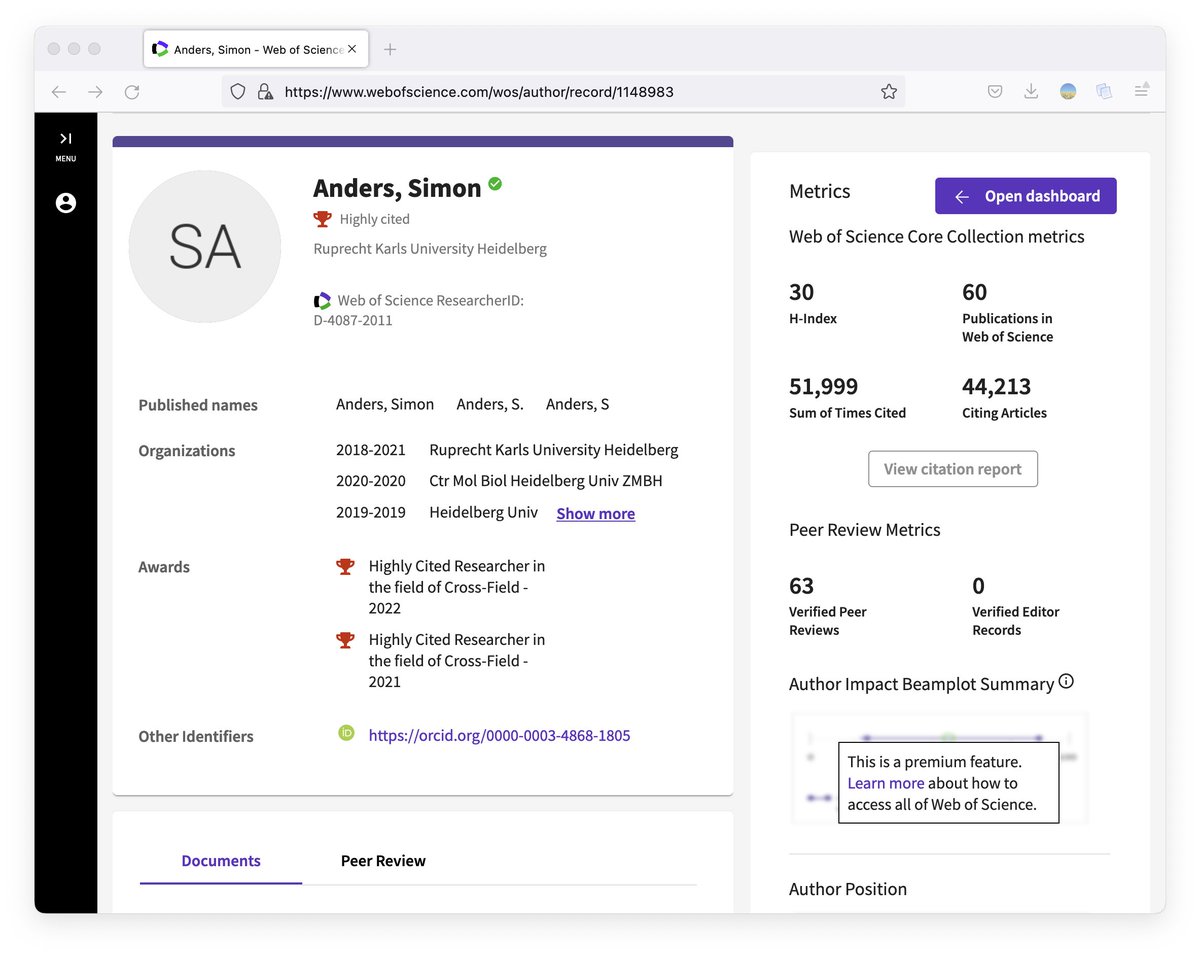 Anders, Simon - Web of Science
https://www.webofscience.com/wos/author/record/1148983
MENU
SA
Anders, Simon
Highly cited
Ruprecht Karls University Heidelberg
Web of Science ResearcherID:
D-4087-2011
Published names Anders, Simon Anders, S. Anders, S
Organizations 2018-2021 Ruprecht Karls University Heidelberg
2020-2020 Ctr Mol Biol Heidelberg Univ ZMBH
2019-2019 Heidelberg Univ Show more
Awards Highly Cited Researcher in
the field of Cross-Field -
2022
Highly Cited Researcher in
the field of Cross-Field -
2021
Other Identifiers iD https://orcid.org/0000-0003-4868-1805
Documents Peer Review
Metrics Open dashboard
Web of Science Core Collection metrics
30 60
H-Index Publications in
Web of Science
51,999 44,213
Sum of Times Cited Citing Articles
View citation report
Peer Review Metrics
63 0
Verified Peer Verified Editor
Reviews Records
Author Impact Beamplot Summary
This is a premium feature.
Learn more about how to
access all of Web of Science.
Author Position